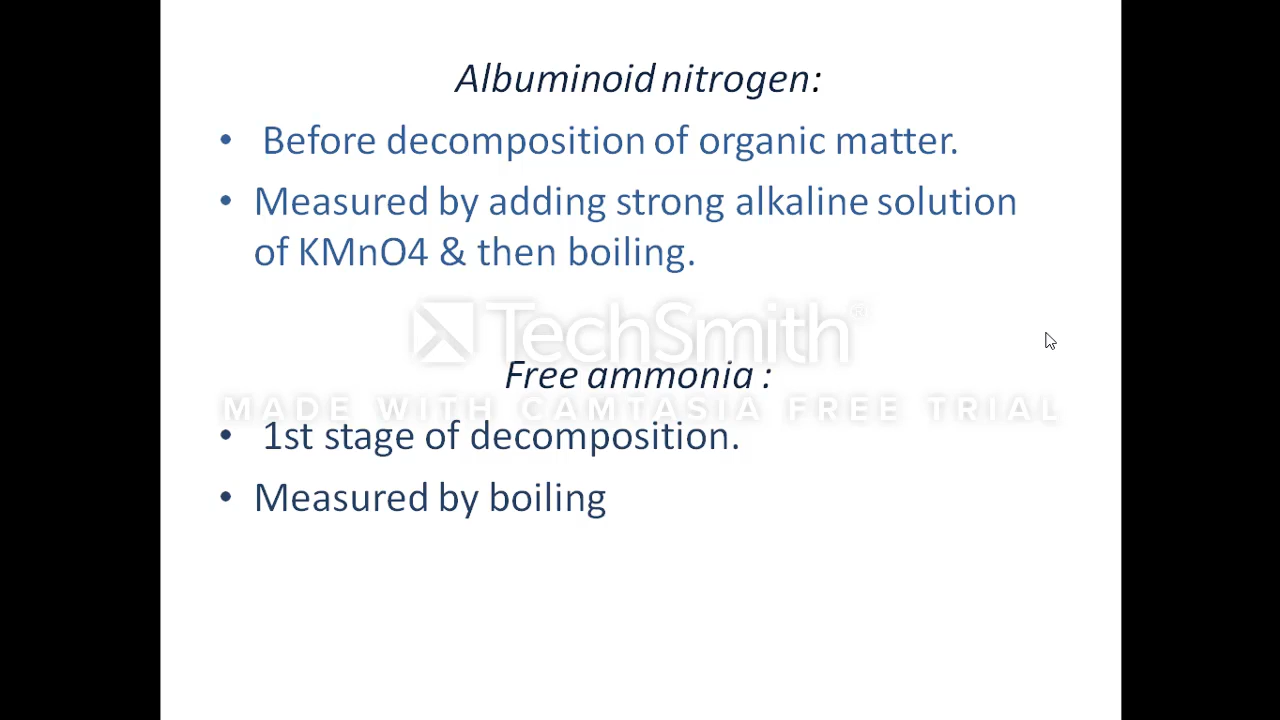 Albuminoid nitrogen:
• Before decomposition of organic matter.
• Measured by adding strong alkaline solution
of KMnO4 & then boiling.
TechSmith®
Free ammonia :
MADE WITH CAMTASIA FREE TRIAL
• 1st stage of decomposition.
• Measured by boiling